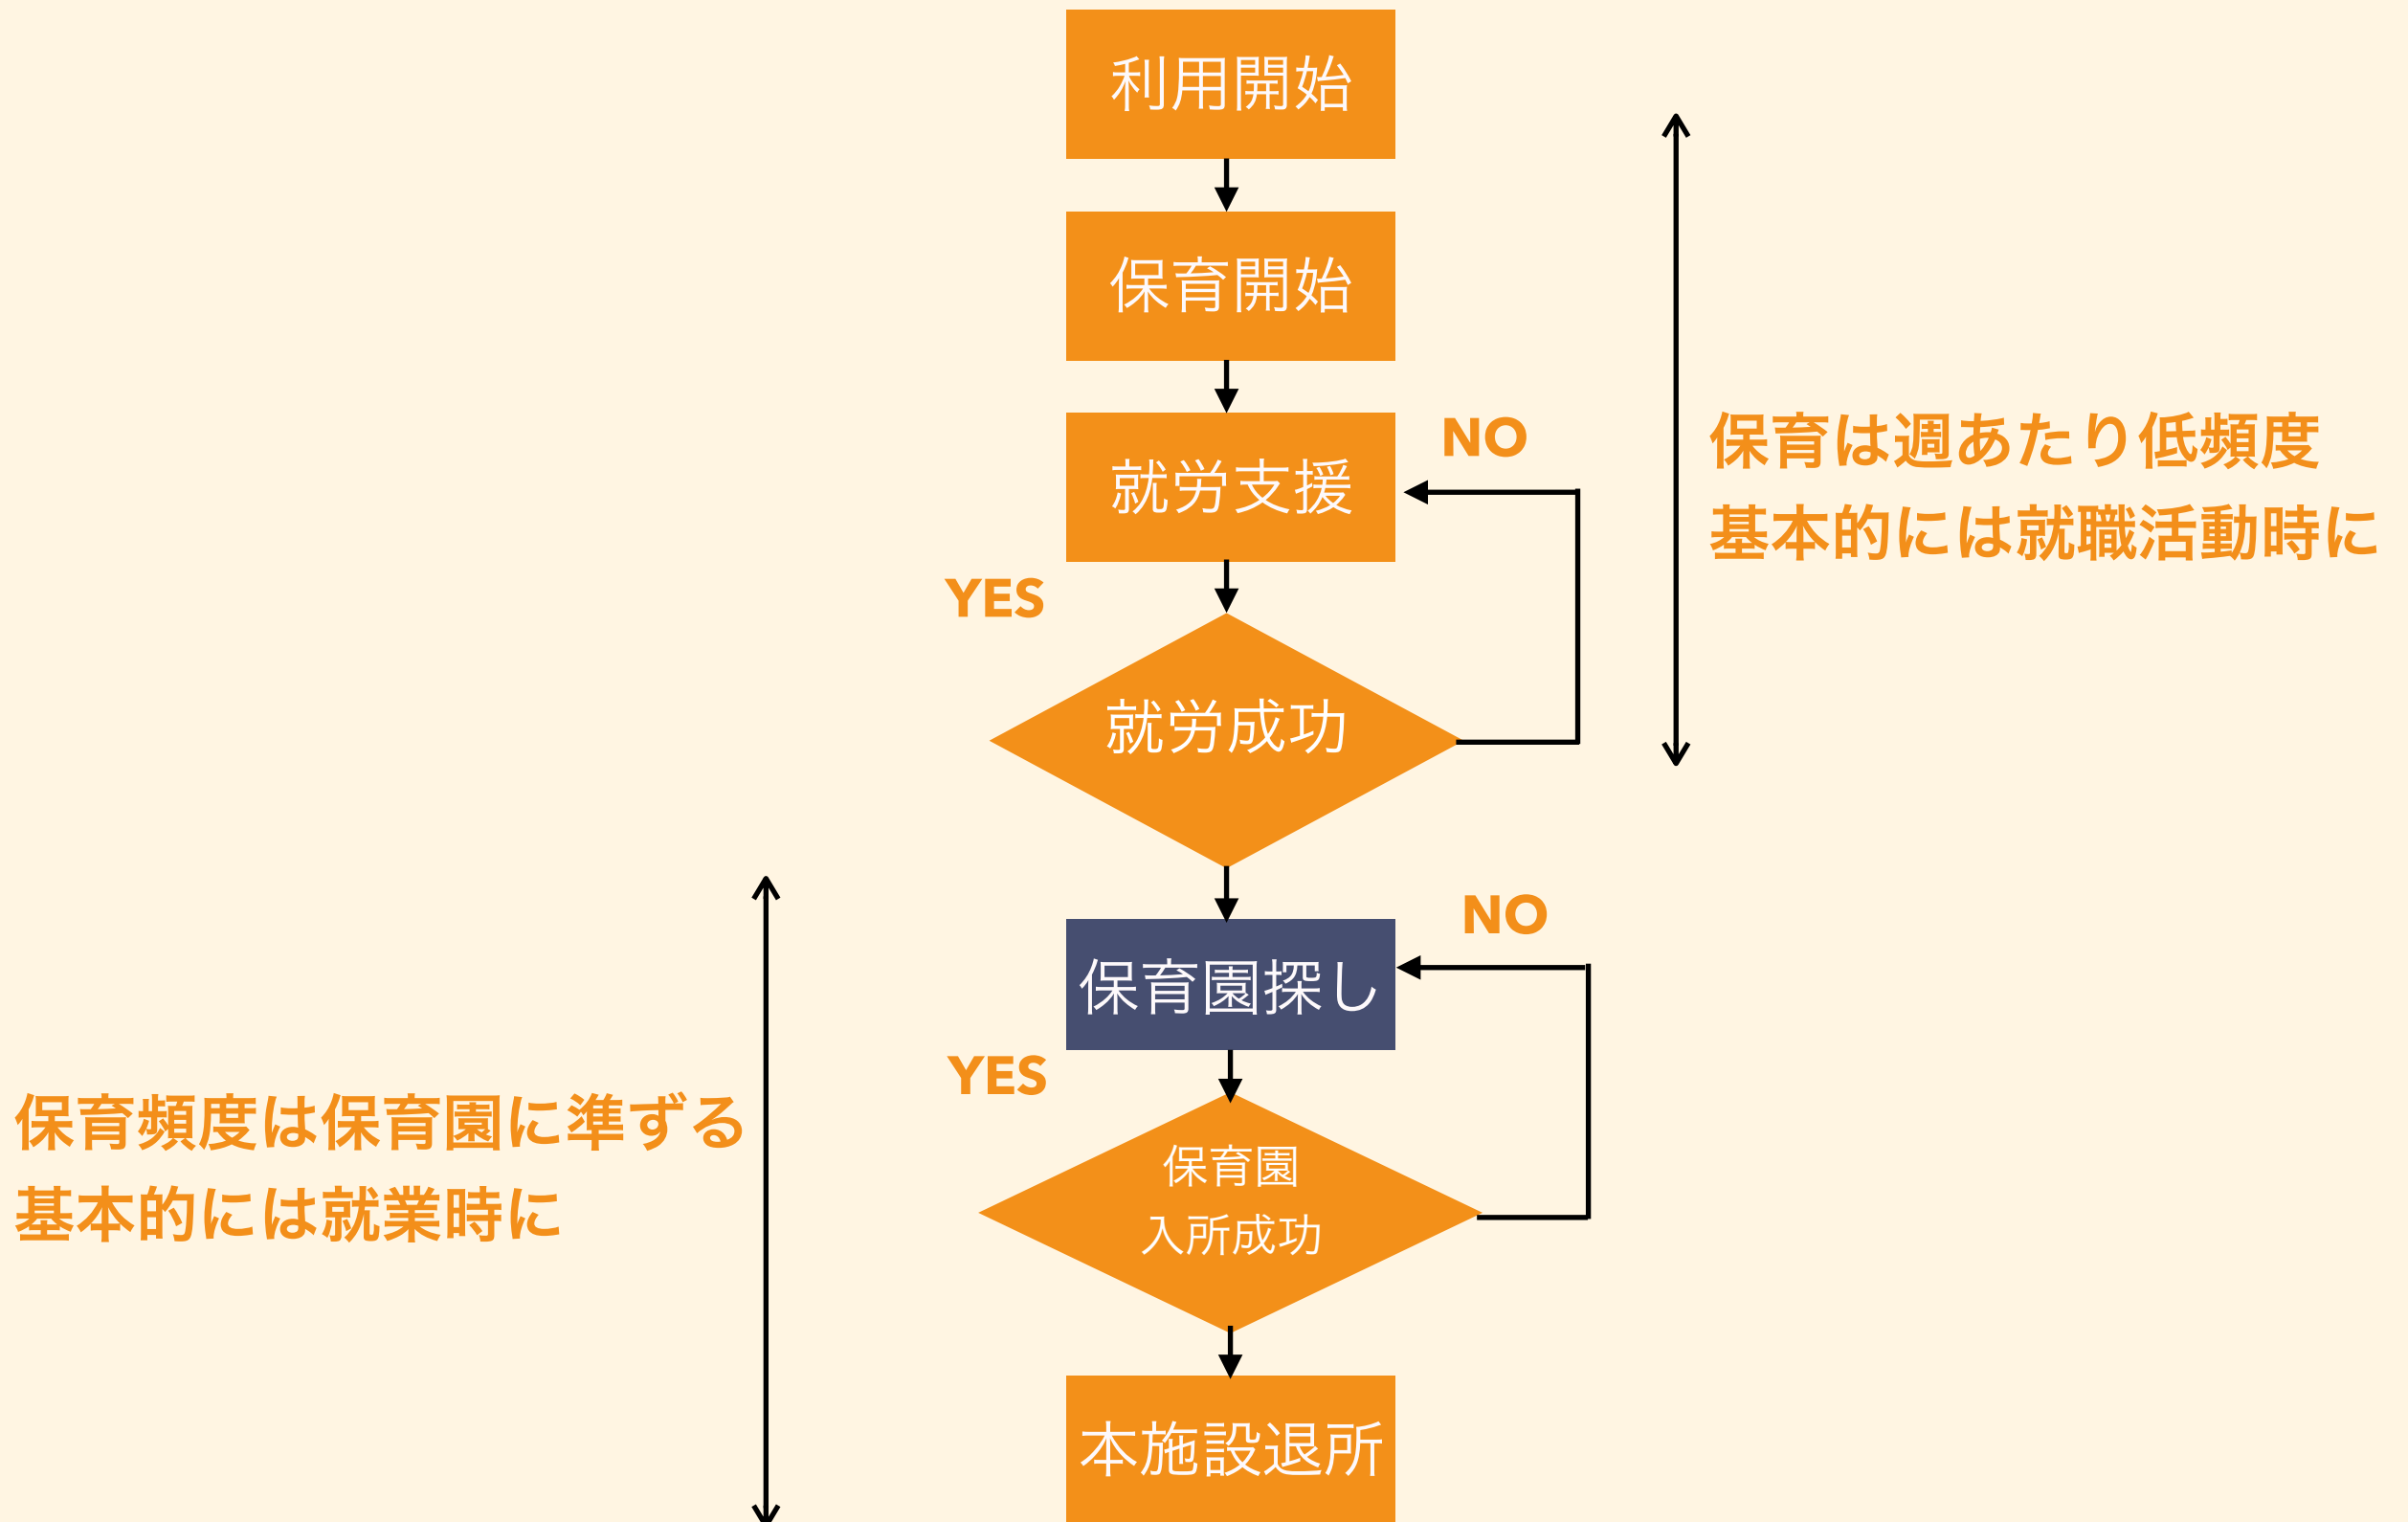 利用開始
保育開始
就労支援
NO
保育は週あたり低頻度
基本的には就職活動時に
YES
就労成功
保育園探し
NO
YES
保育頻度は保育園に準ずる
基本的には就業時に
保育園
入所成功
本施設退所